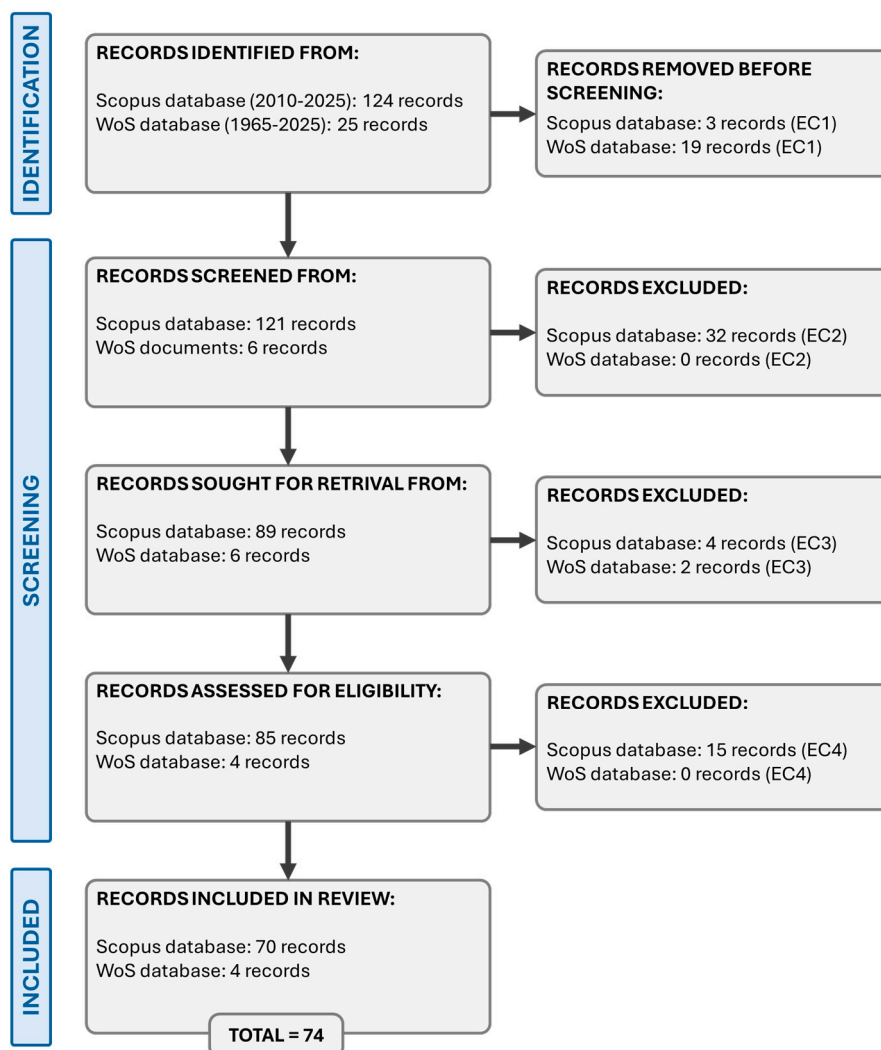 IDENTIFICATION
RECORDS IDENTIFIED FROM:
Scopus database (2010-2025): 124 records
WoS database (1965-2025): 25 records
RECORDS REMOVED BEFORE
SCREENING:
Scopus database: 3 records (EC1)
WoS database: 19 records (EC1)
SCREENING
RECORDS SCREENED FROM:
Scopus database: 121 records
WoS documents: 6 records
RECORDS EXCLUDED:
Scopus database: 32 records (EC2)
WoS database: 0 records (EC2)
RECORDS SOUGHT FOR RETRIVAL FROM:
Scopus database: 89 records
WoS database: 6 records
RECORDS EXCLUDED:
Scopus database: 4 records (EC3)
WoS database: 2 records (EC3)
RECORDS ASSESSED FOR ELIGIBILITY:
Scopus database: 85 records
WoS database: 4 records
RECORDS EXCLUDED:
Scopus database: 15 records (EC4)
WoS database: 0 records (EC4)
INCLUDED
RECORDS INCLUDED IN REVIEW:
Scopus database: 70 records
WoS database: 4 records
TOTAL = 74